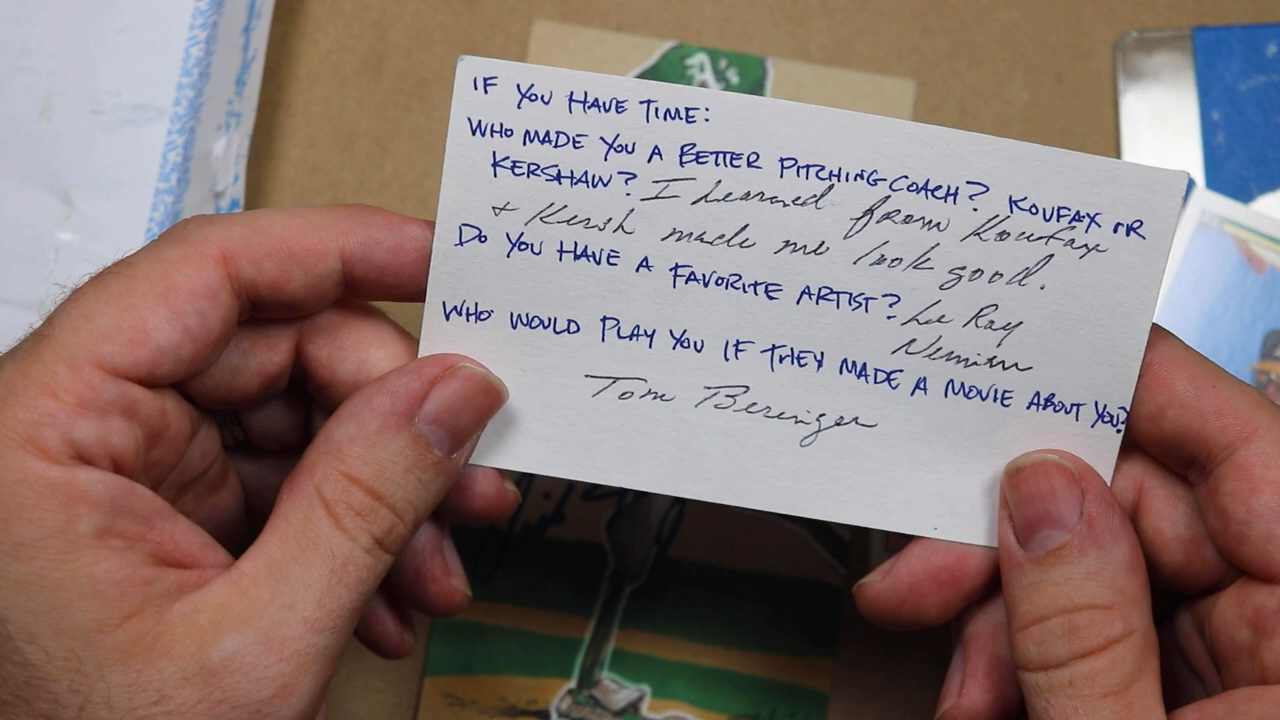 A's
IF YOU HAVE TIME:
WHO MADE YOU A BETTER PITCHING COACH? KOUFAX OR
KERSHAW? I Learned from Koufax
+ Kersh made me look good.
DO YOU HAVE A FAVORITE ARTIST? Le Roy
Neiman
WHO WOULD PLAY YOU IF THEY MADE A MOVIE ABOUT YOU?
Tom Berenger